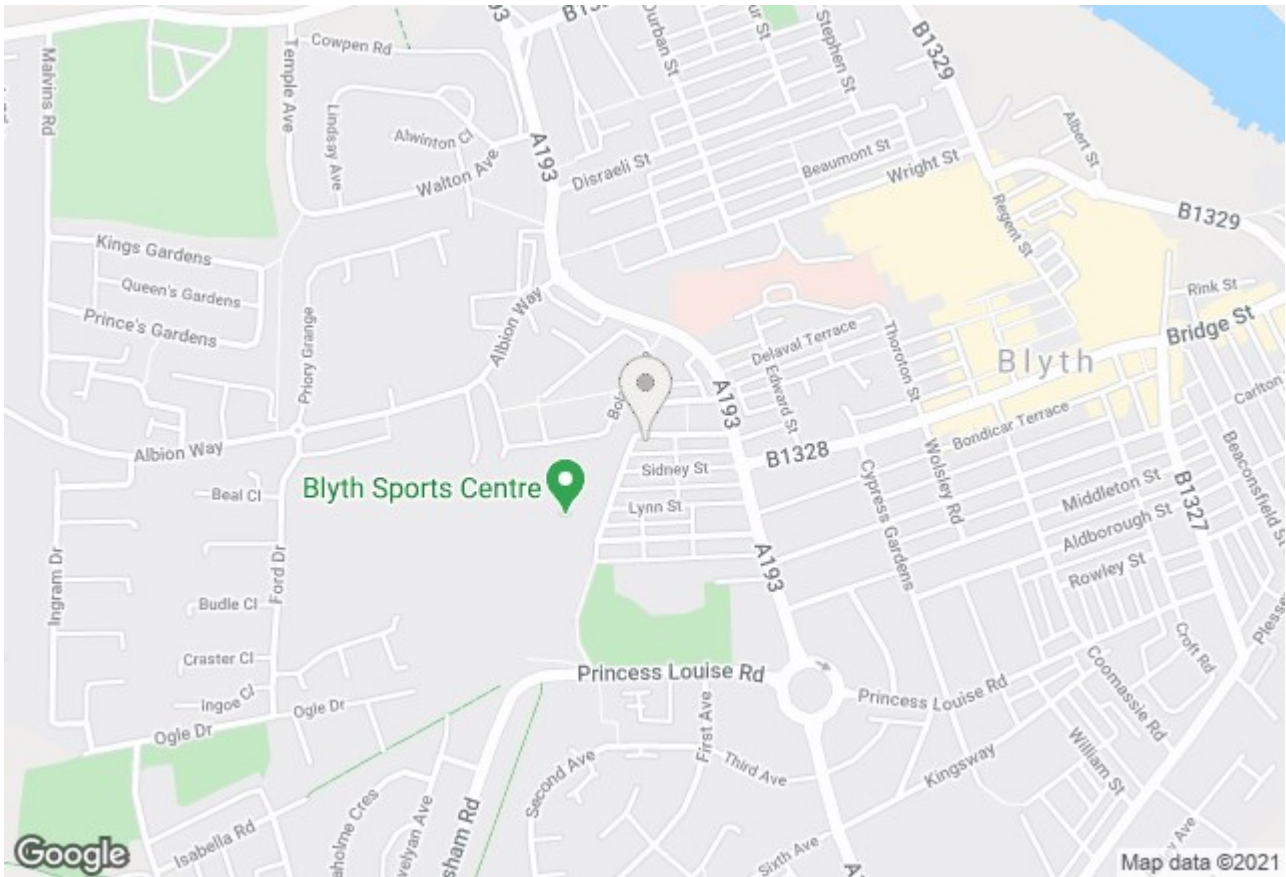 93
B1329
Durban St
Stephen St
B1329
Cowpen Rd
Temple Ave
Malvins Rd
Lindsay Ave
Alwinton Cl
Walton Ave
A193
Disraeli St
Beaumont St
Wright St
Albert St
B1329
Regent St
Kings Gardens
Queen's Gardens
Prince's Gardens
Priory Grange
Albion Way
Rink St
Bridge St
Delaval Terrace
Thoroton St
Edward St
Blyth
Carlton
A193
Bondicar Terrace
Albion Way
B1328
Sidney St
Wolsley Rd
Beaconsfield St
Beal Cl
Blyth Sports Centre
Lynn St
Cypress Gardens
Middleton St
B1327
Aldborough St
Ingram Dr
Ford Dr
A193
Rowley St
Budle Cl
Croft Rd
Craster Cl
Princess Louise Rd
Princess Louise Rd
Coomassie Rd
Ingoe Cl
Ogle Dr
Ogle Dr
First Ave
William St
Second Ave
Third Ave
Kingsway
Isabella Rd
Sixth Ave
Google
Map data ©2021